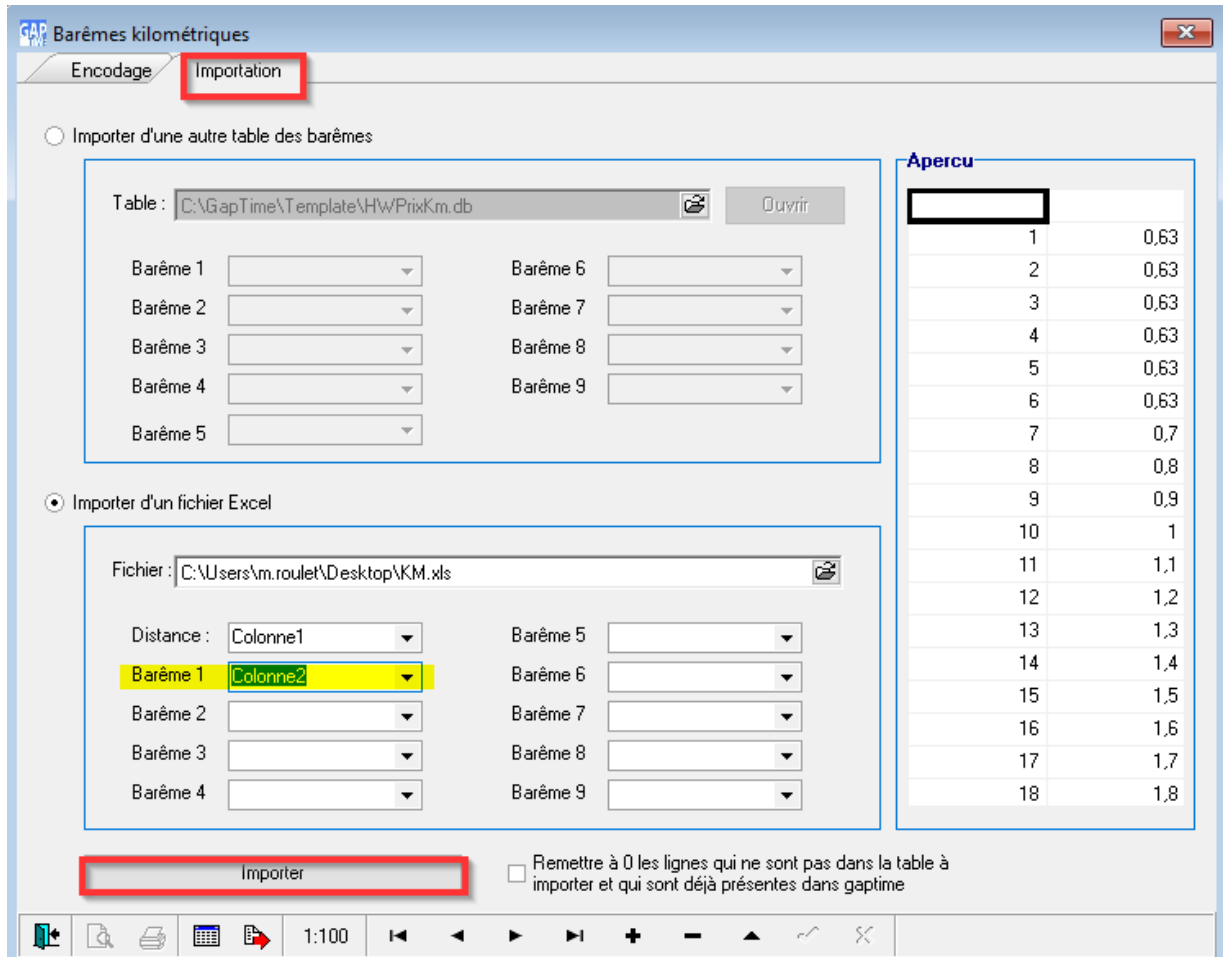 GAP TIME Barêmes kilométriques
Encodage Importation
Importer d'une autre table des barêmes
Table : C:\GapTime\Template\HWPrixKm.db Ouvrir
Barême 1 Barême 6
Barême 2 Barême 7
Barême 3 Barême 8
Barême 4 Barême 9
Barême 5
Importer d'un fichier Excel
Fichier : C:\Users\m.roulet\Desktop\KM.xls
Distance : Colonne1 Barême 5
Barême 1 Colonne2 Barême 6
Barême 2 Barême 7
Barême 3 Barême 8
Barême 4 Barême 9
Apercu
1 0,63
2 0,63
3 0,63
4 0,63
5 0,63
6 0,63
7 0,7
8 0,8
9 0,9
10 1
11 1,1
12 1,2
13 1,3
14 1,4
15 1,5
16 1,6
17 1,7
18 1,8
Importer
Remettre à 0 les lignes qui ne sont pas dans la table à
importer et qui sont déjà présentes dans gaptime
1:100